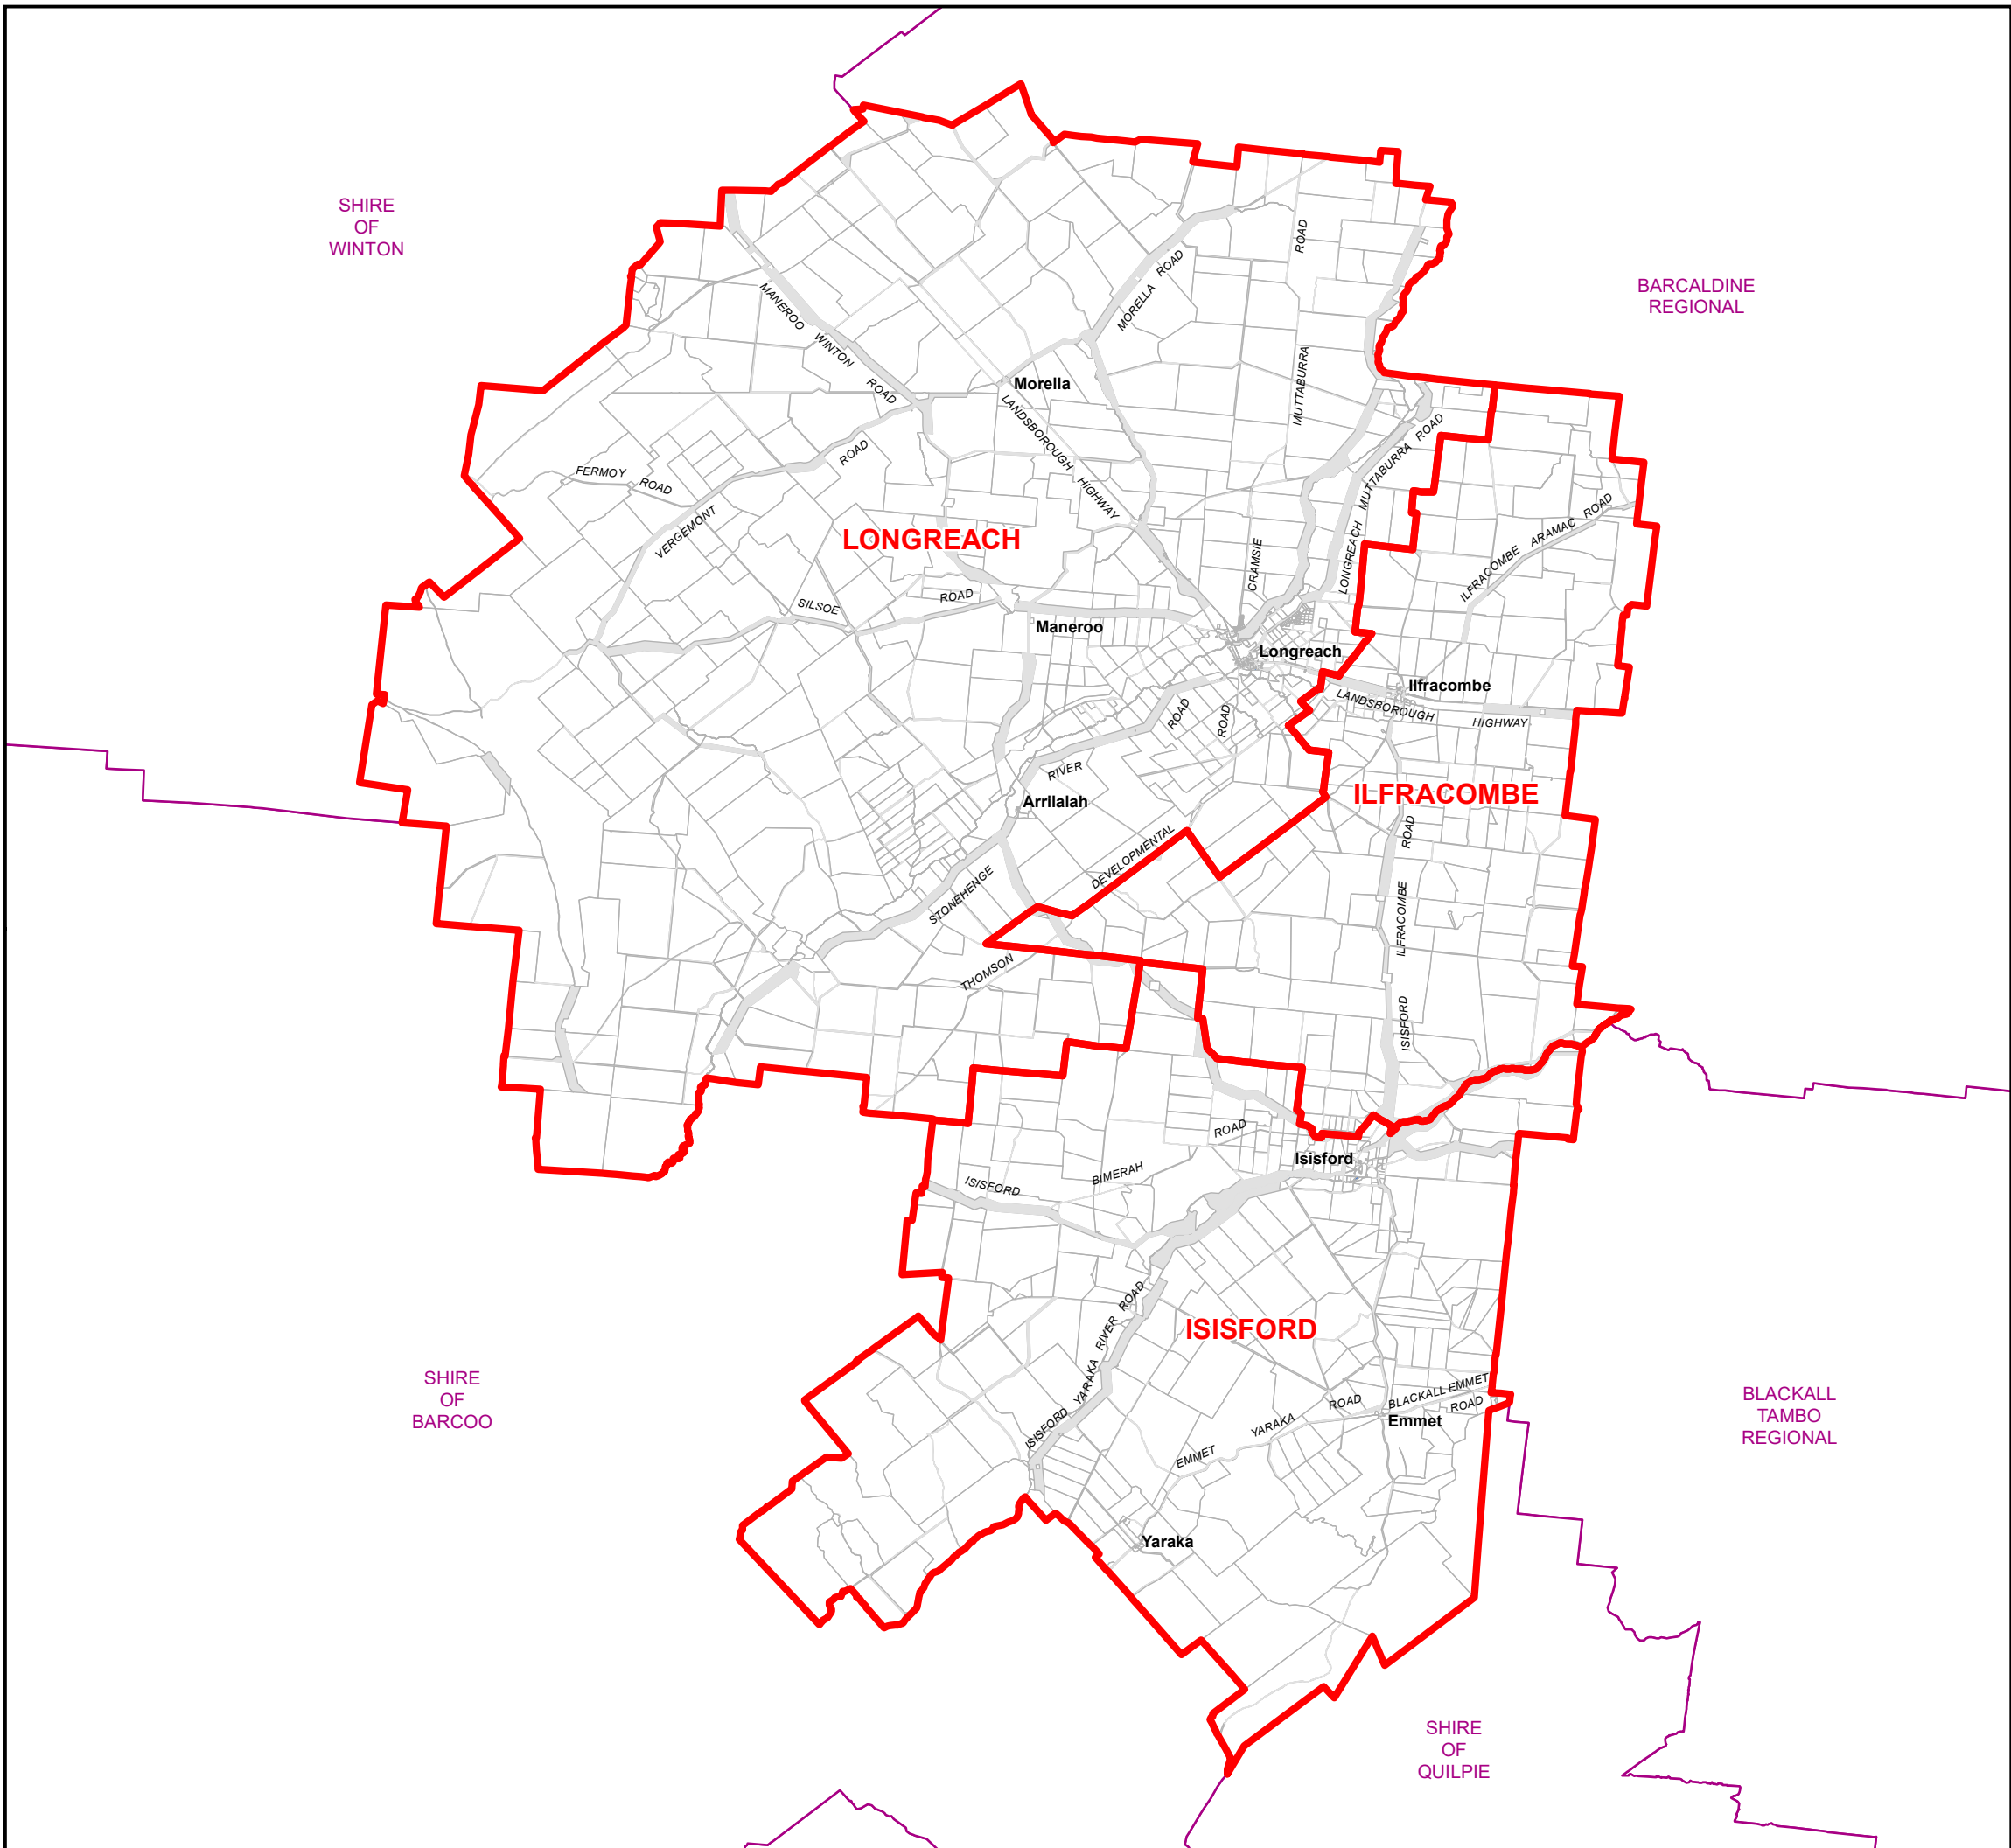 SHIRE
OF
WINTON
BARCALDINE
REGIONAL
ROAD
MORELLA ROAD
MANEROO WINTON ROAD
MUTTABURRA
Morella
LANDSBOROUGH HIGHWAY
ROAD
FERMOY ROAD
VERGEMONT
LONGREACH MUTTABURRA ROAD
ILFRACOMBE ARAMAC ROAD
LONGREACH
CRAMSIE
SILSOE ROAD
Maneroo
Longreach
Ilfracombe
LANDSBOROUGH HIGHWAY
ROAD
ROAD
RIVER
Arrilalah
ILFRACOMBE
ROAD
DEVELOPMENTAL
STONEHENGE
ILFRACOMBE
THOMSON
ISISFORD
ROAD
Isisford
BIMERAH
ISISFORD
ISISFORD YARAKA RIVER ROAD
ISISFORD
SHIRE
OF
BARCOO
BLACKALL EMMET
ROAD
EMMET YARAKA ROAD
Emmet
BLACKALL
TAMBO
REGIONAL
Yaraka
SHIRE
OF
QUILPIE